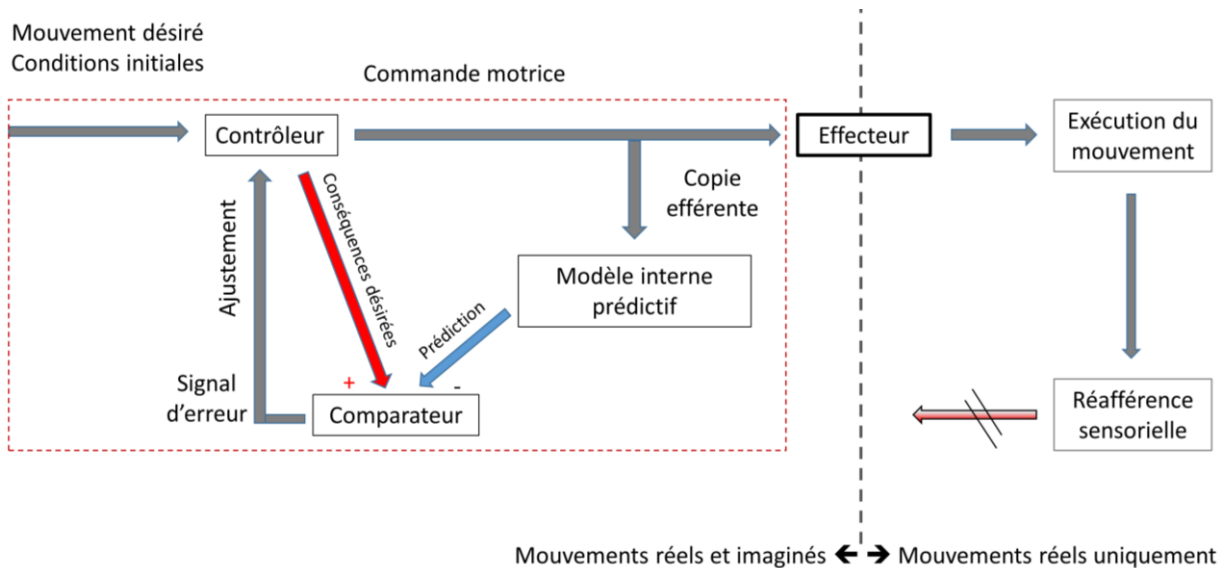 Mouvement désiré
Conditions initiales
Commande motrice
Contrôleur
Effecteur
Exécution du
mouvement
Copie
efférente
Conséquences désirées
Ajustement
Modèle interne
prédictif
Prédiction
Signal
d’erreur
+
-
Comparateur
Réafférence
sensorielle
Mouvements réels et imaginés ← → Mouvements réels uniquement